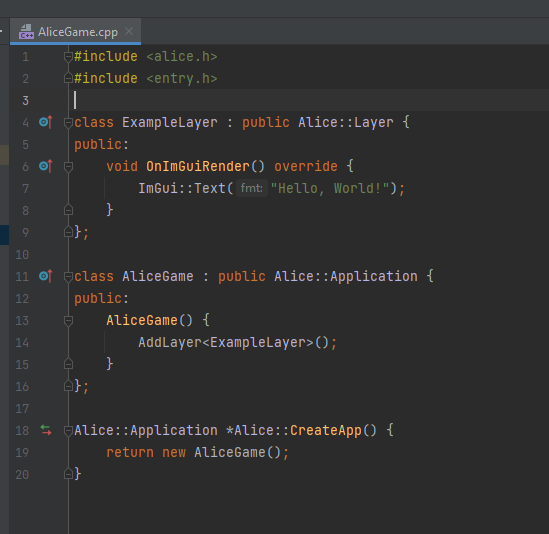 AliceGame.cpp
1 #include <alice.h>
2 #include <entry.h>
3
4 class ExampleLayer : public Alice::Layer {
5 public:
6     void OnImGuiRender() override {
7         ImGui::Text( fmt: "Hello, World!");
8     }
9 };
10
11 class AliceGame : public Alice::Application {
12 public:
13     AliceGame() {
14         AddLayer<ExampleLayer>();
15     }
16 };
17
18 Alice::Application *Alice::CreateApp() {
19     return new AliceGame();
20 }